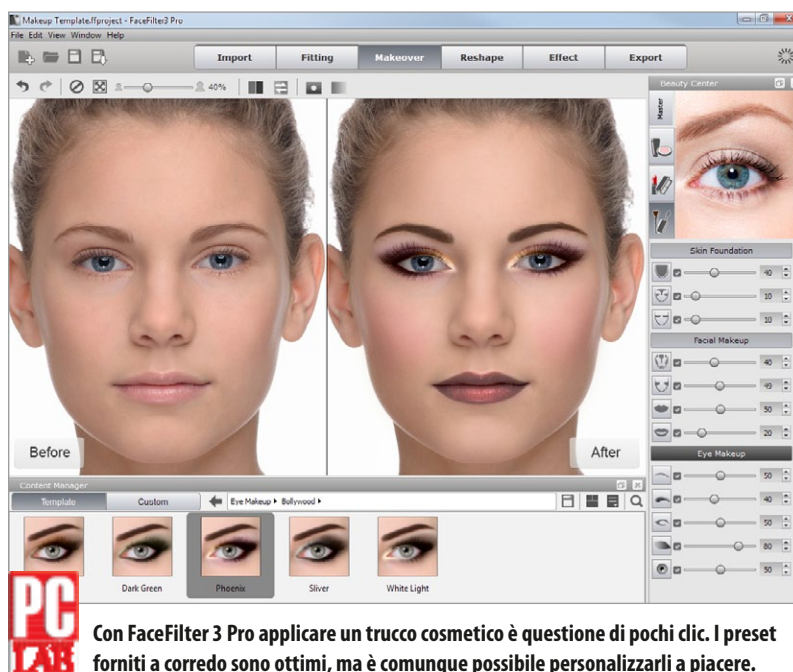 Makeup Template.ffproject - FaceFilter3 Pro
File Edit View Window Help
Import Fitting Makeover Reshape Effect Export
40%
Beauty Center
Master
Skin Foundation
40
10
10
Facial Makeup
40
49
50
20
Eye Makeup
50
40
50
80
50
Before
After
Content Manager
Template Custom Eye Makeup Bollywood
Dark Green Phoenix Sliver White Light
PC
LAB
Con FaceFilter 3 Pro applicare un trucco cosmetico è questione di pochi clic. I preset
forniti a corredo sono ottimi, ma è comunque possibile personalizzarli a piacere.